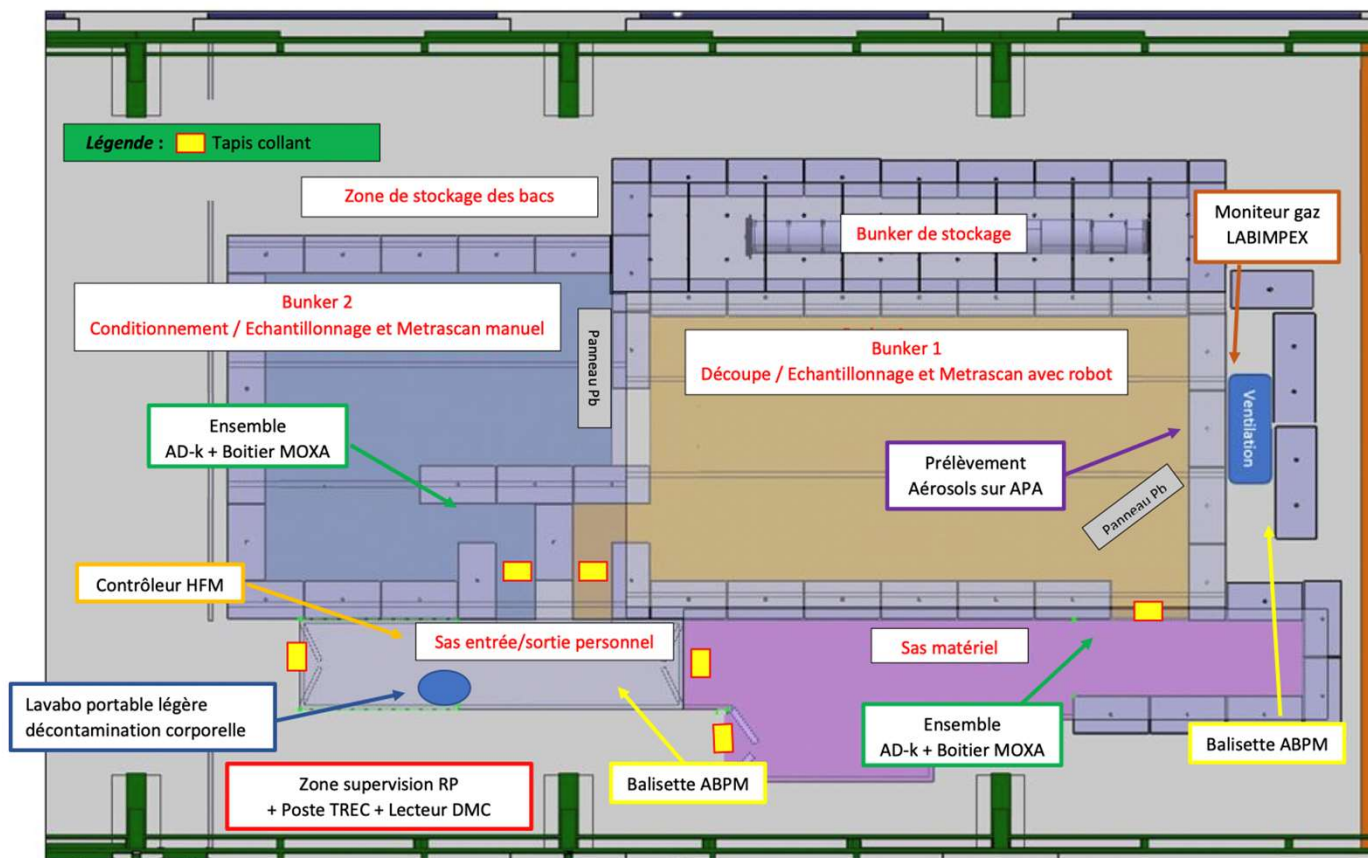 Légende : Tapis collant
Zone de stockage des bacs
Bunker de stockage
Moniteur gaz
LABIMPEX
Bunker 2
Conditionnement / Echantillonnage et Metrascan manuel
Panneau Pb
Bunker 1
Découpe / Echantillonnage et Metrascan avec robot
Ventilation
Ensemble
AD-k + Boitier MOXA
Prélèvement
Aérosols sur APA
Panneau Pb
Contrôleur HFM
Sas entrée/sortie personnel
Sas matériel
Lavabo portable légère
décontamination corporelle
Ensemble
AD-k + Boitier MOXA
Balisette ABPM
Zone supervision RP
+ Poste TREC + Lecteur DMC
Balisette ABPM